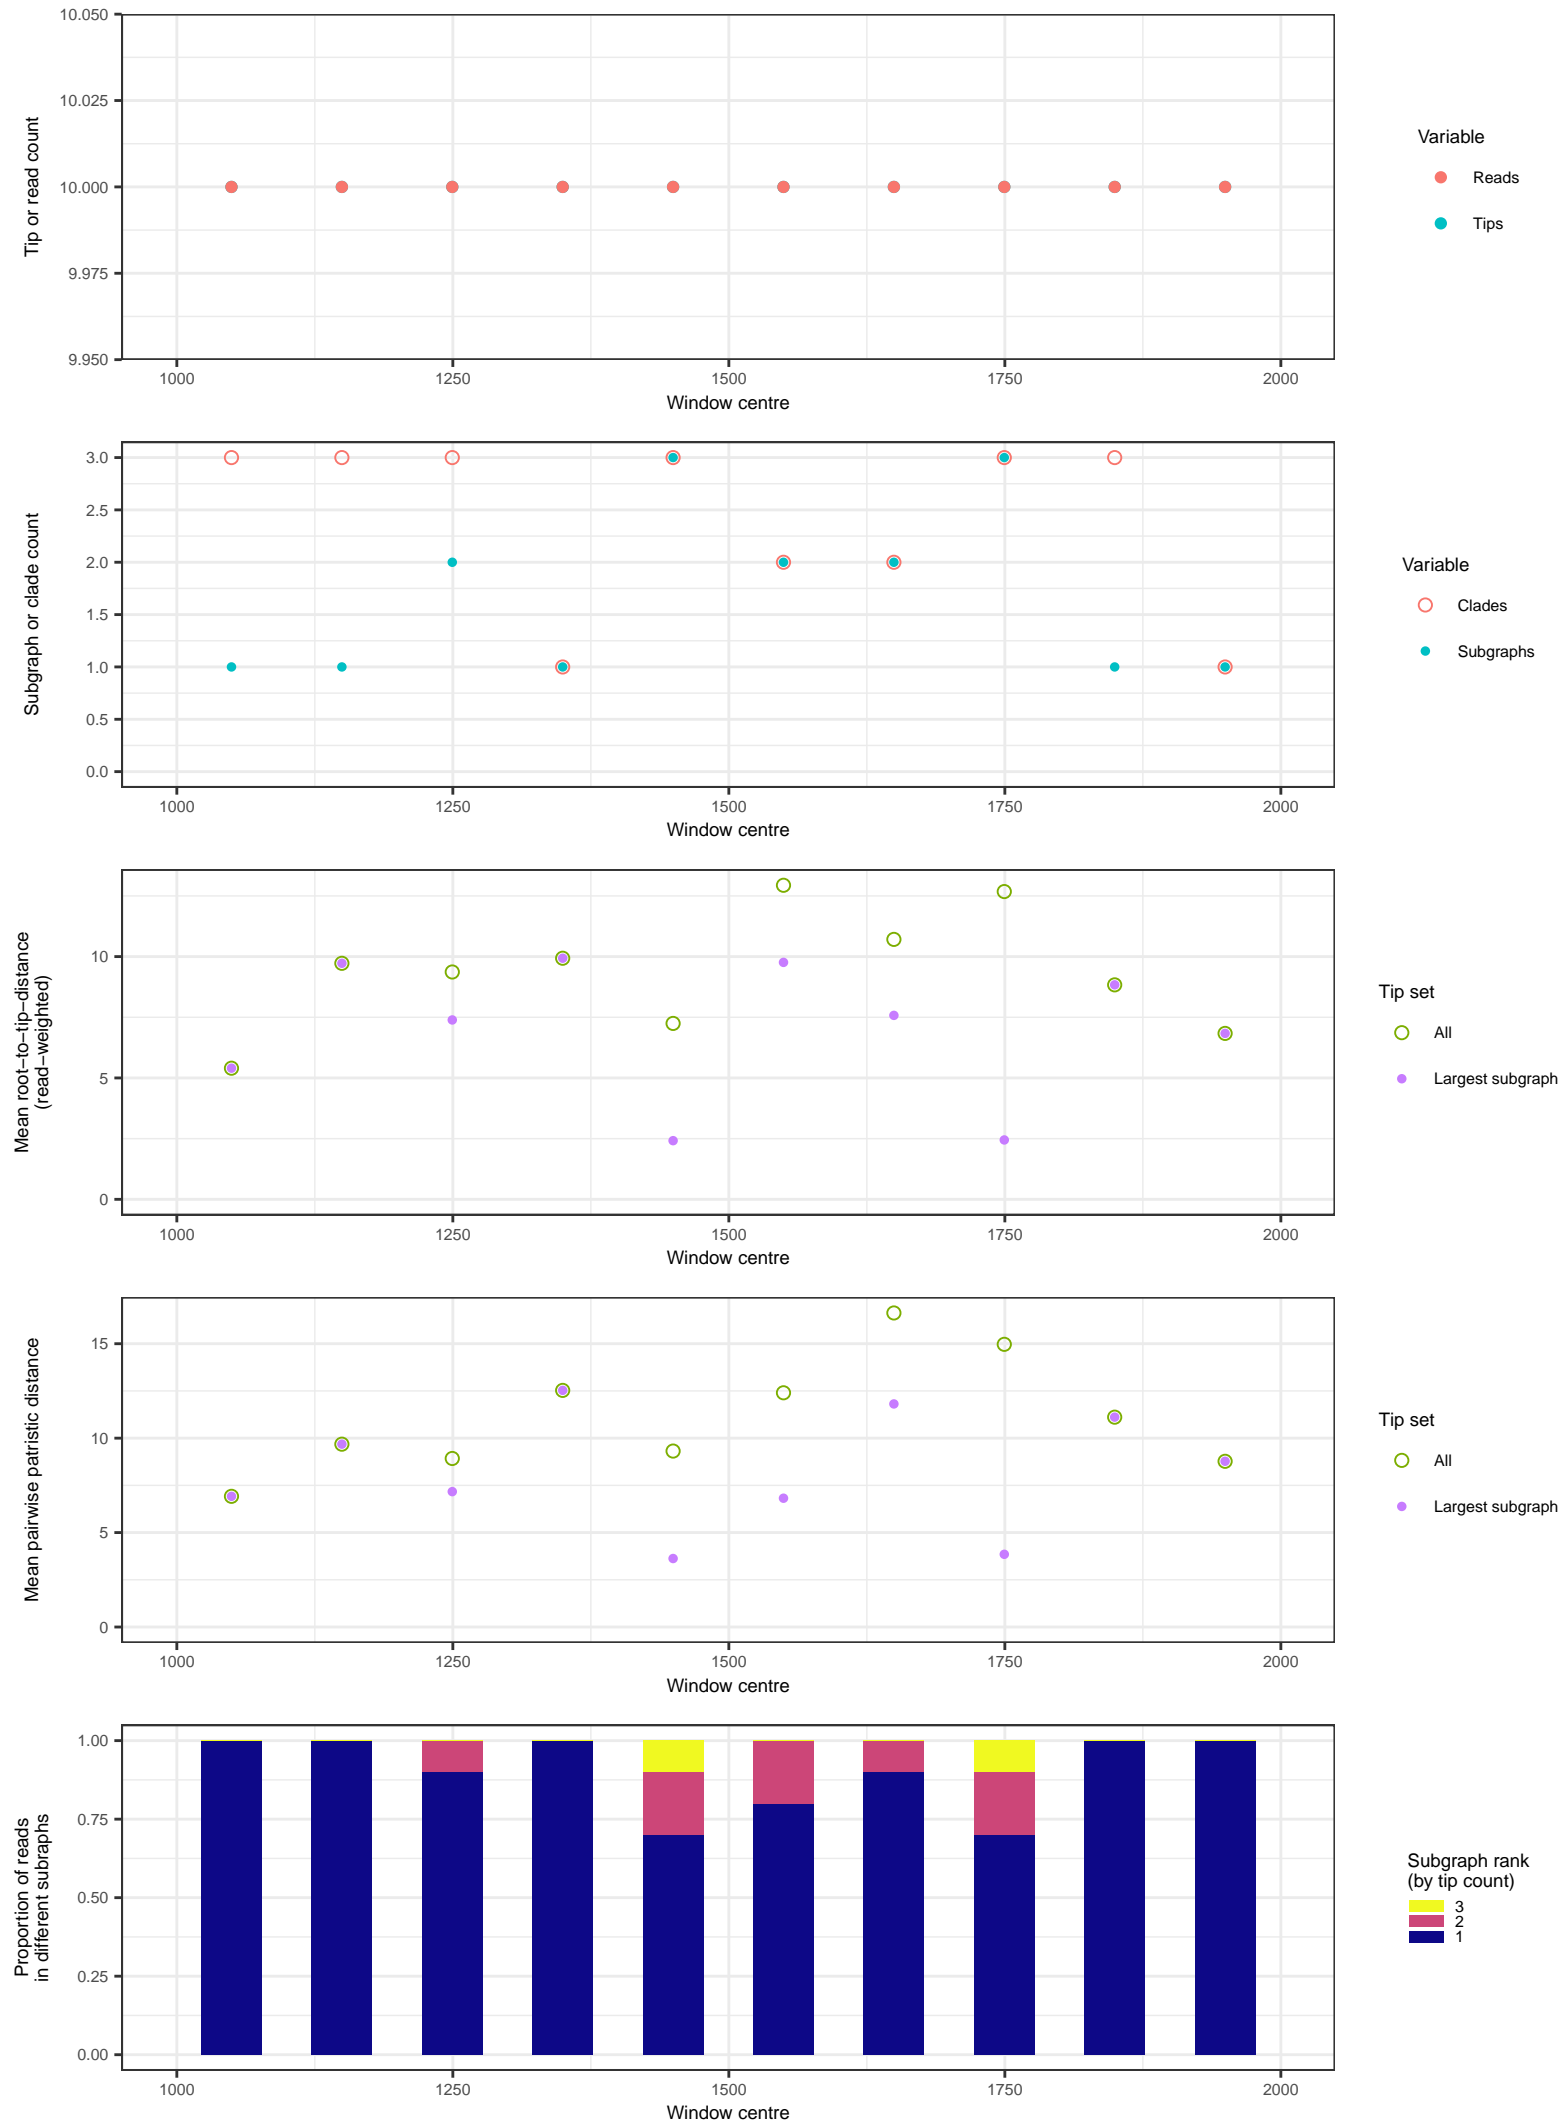 10.050
10.025
10.000
9.975
9.950
Tip or read count
1000 1250 1500 1750 2000
Window centre
Variable
Reads
Tips
3.0
2.5
2.0
1.5
1.0
0.5
0.0
Subgraph or clade count
1000 1250 1500 1750 2000
Window centre
Variable
Clades
Subgraphs
10
5
0
Mean root−to−tip−distance
(read−weighted)
1000 1250 1500 1750 2000
Window centre
Tip set
All
Largest subgraph
15
10
5
0
Mean pairwise patristic distance
1000 1250 1500 1750 2000
Window centre
Tip set
All
Largest subgraph
1.00
0.75
0.50
0.25
0.00
Proportion of reads
in different subraphs
1000 1250 1500 1750 2000
Window centre
Subgraph rank
(by tip count)
3
2
1